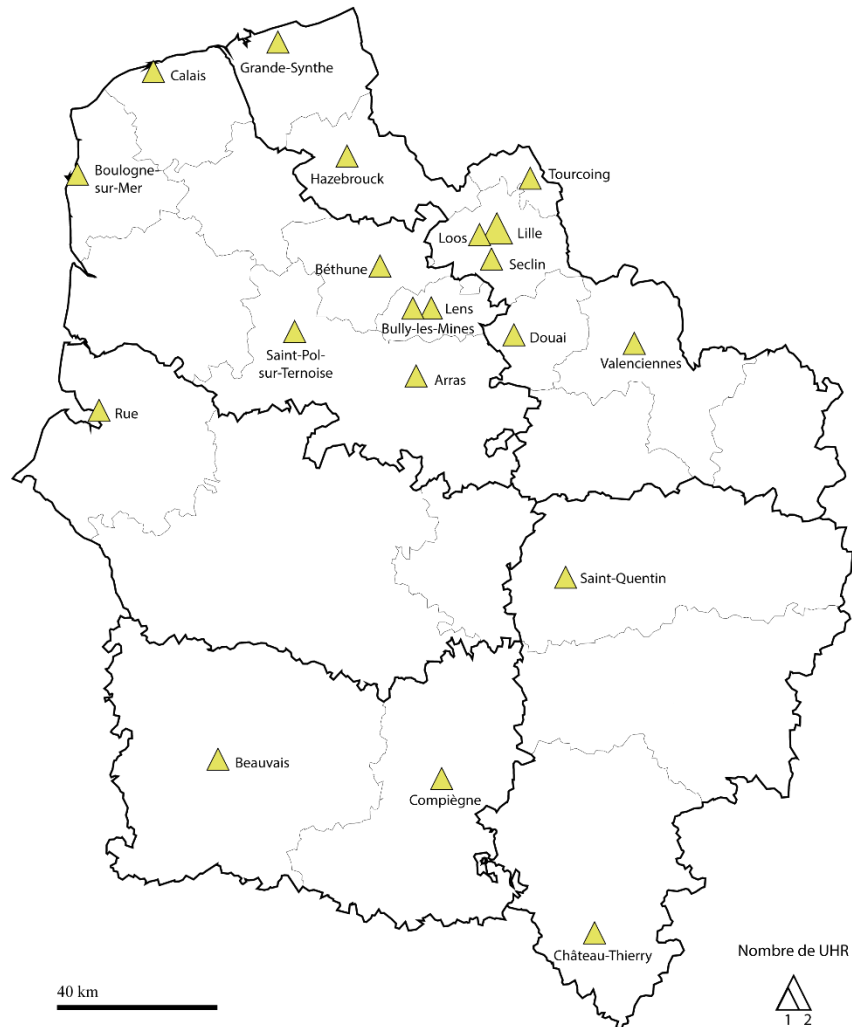 Grande-Synthe
Calais
Boulogne-
sur-Mer
Hazebrouck
Tourcoing
Loos
Lille
Seclin
Béthune
Lens
Bully-les-Mines
Douai
Valenciennes
Saint-Pol-
sur-Ternoise
Arras
Rue
Saint-Quentin
Beauvais
Compiègne
Château-Thierry
Nombre de UHR
1 2
40 km